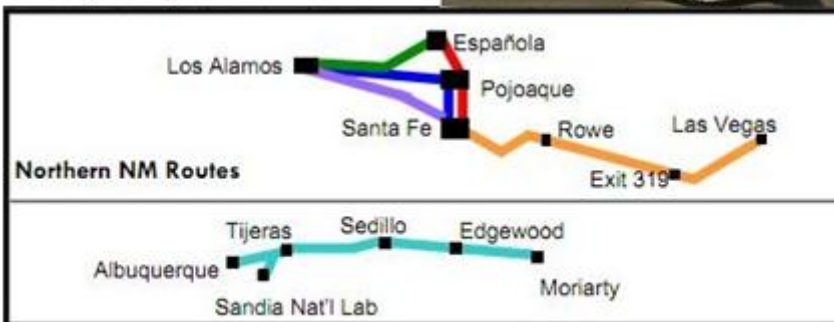 Española
Los Alamos
Pojoaque
Santa Fe
Rowe
Las Vegas
Exit 319
Northern NM Routes
Tijeras
Sedillo
Edgewood
Albuquerque
Moriarty
Sandia Nat'l Lab